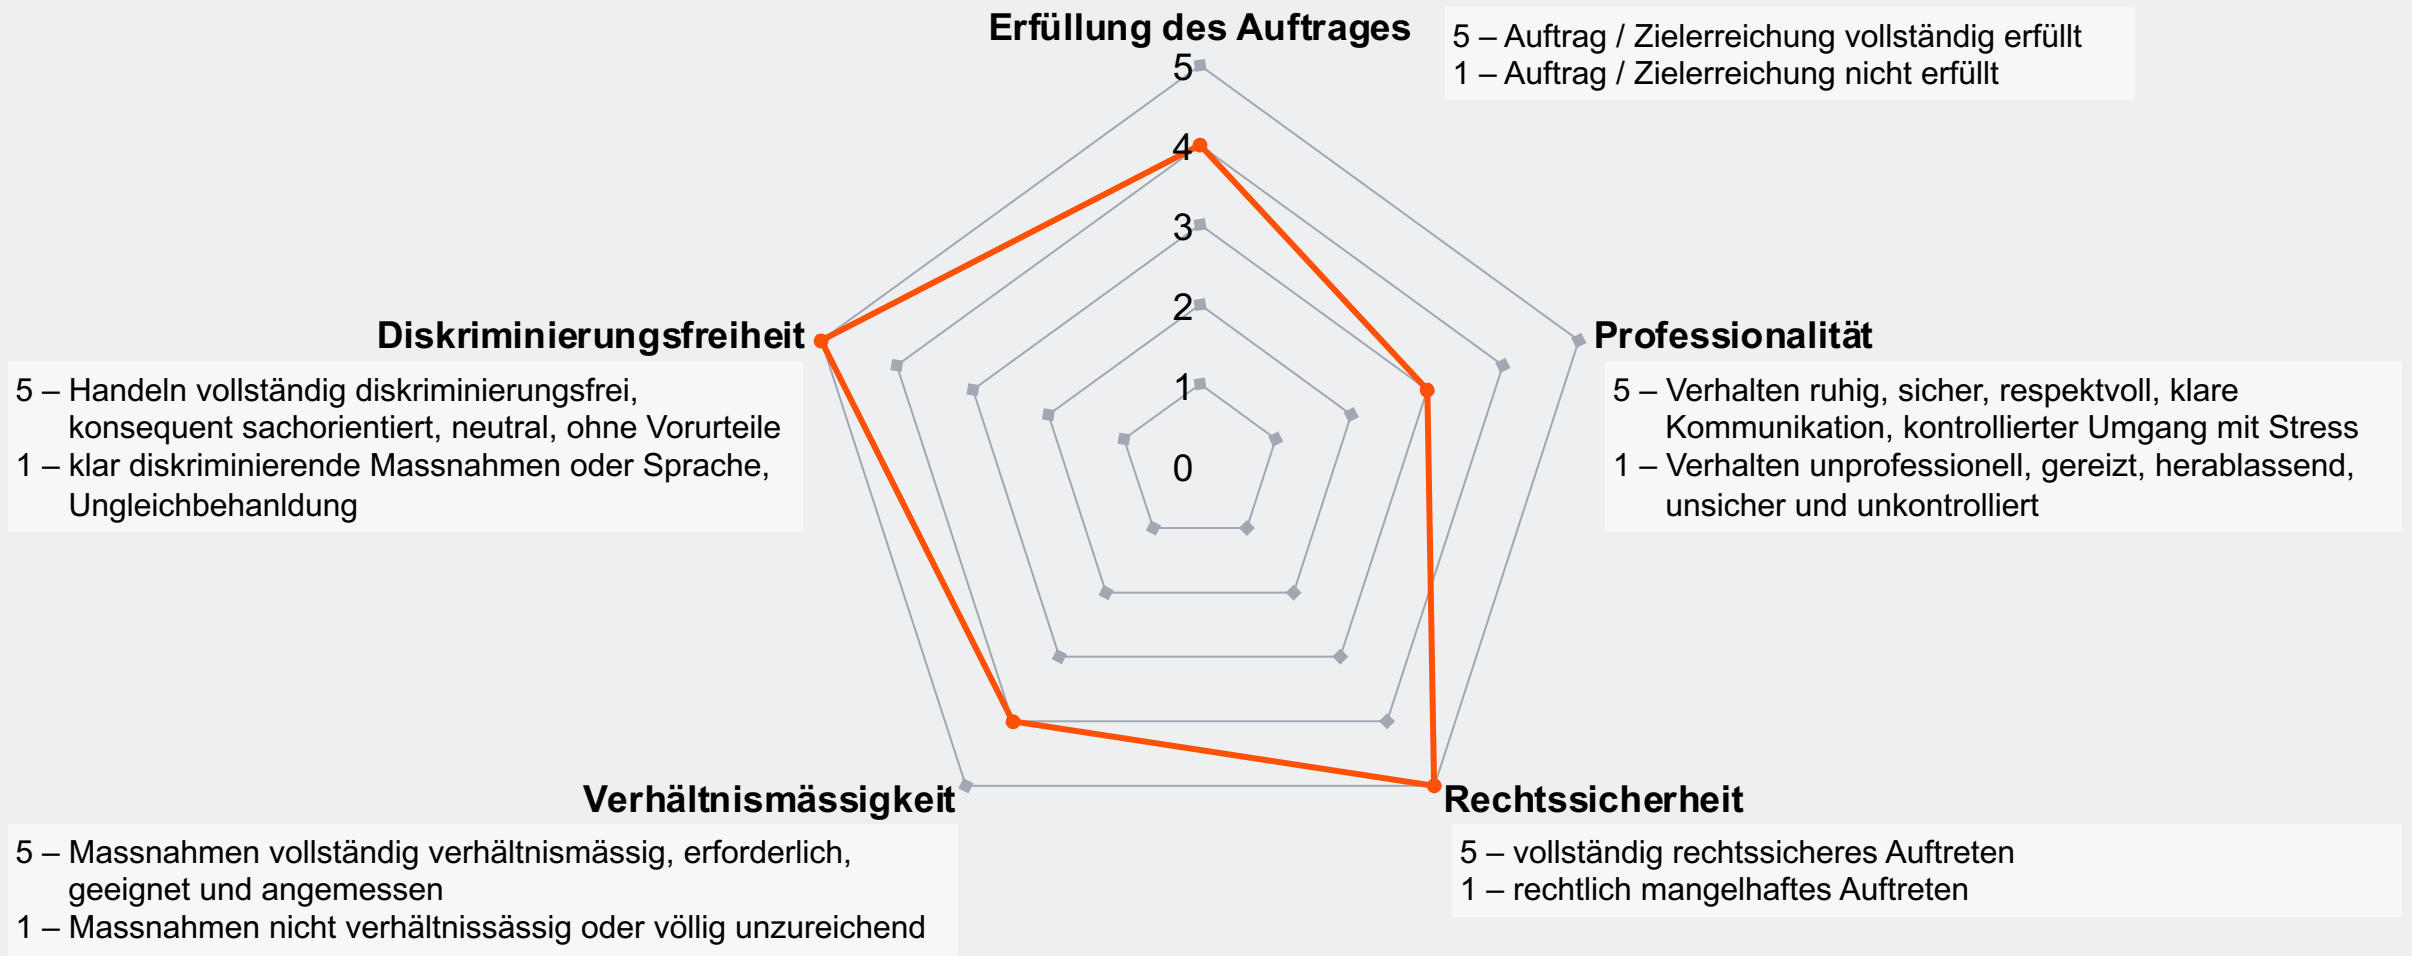 Erfüllung des Auftrages
5 – Auftrag / Zielerreichung vollständig erfüllt
1 – Auftrag / Zielerreichung nicht erfüllt
5
4
3
2
1
0
Diskriminierungsfreiheit
5 – Handeln vollständig diskriminierungsfrei,
konsequent sachorientiert, neutral, ohne Vorurteile
1 – klar diskriminierende Massnahmen oder Sprache,
Ungleichbehanldung
Professionalität
5 – Verhalten ruhig, sicher, respektvoll, klare
Kommunikation, kontrollierter Umgang mit Stress
1 – Verhalten unprofessionell, gereizt, herablassend,
unsicher und unkontrolliert
Verhältnismässigkeit
5 – Massnahmen vollständig verhältnismässig, erforderlich,
geeignet und angemessen
1 – Massnahmen nicht verhältnissässig oder völlig unzureichend
Rechtssicherheit
5 – vollständig rechtssicheres Auftreten
1 – rechtlich mangelhaftes Auftreten